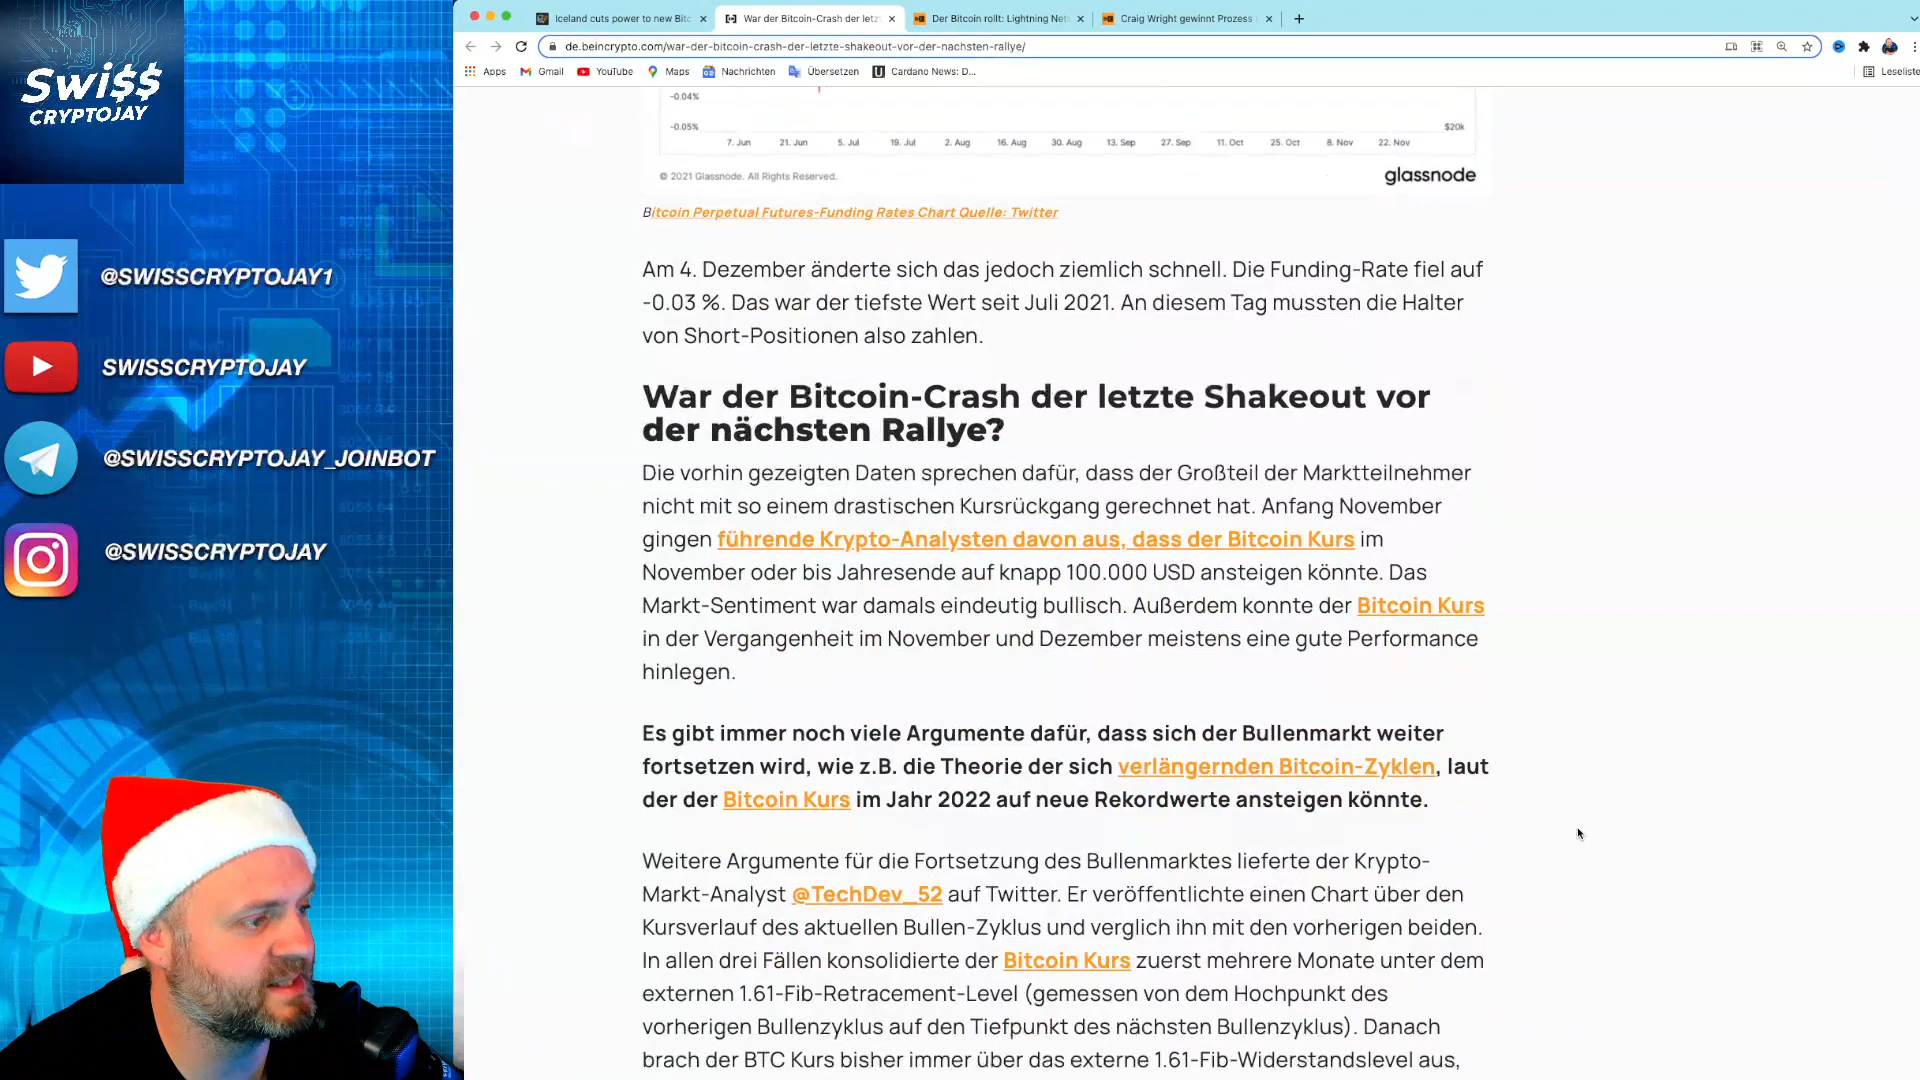 Swi$$
CRYPTOJAY
@SWISSCRYPTOJAY1
SWISSCRYPTOJAY
@SWISSCRYPTOJAY_JOINBOT
@SWISSCRYPTOJAY
Iceland cuts power to new Bitc
War der Bitcoin-Crash der letz
Der Bitcoin rollt: Lightning Net
Craig Wright gewinnt Prozess
de.beincrypto.com/war-der-bitcoin-crash-der-letzte-shakeout-vor-der-nachsten-rallye/
Apps Gmail YouTube Maps Nachrichten Übersetzen Cardano News: D... Leseliste
-0.04%
-0.05% $20k
7. Jun 21. Jun 5. Jul 19. Jul 2. Aug 16. Aug 30. Aug 13. Sep 27. Sep 11. Oct 25. Oct 8. Nov 22. Nov
© 2021 Glassnode. All Rights Reserved. glassnode
Bitcoin Perpetual Futures-Funding Rates Chart Quelle: Twitter
Am 4. Dezember änderte sich das jedoch ziemlich schnell. Die Funding-Rate fiel auf
-0.03 %. Das war der tiefste Wert seit Juli 2021. An diesem Tag mussten die Halter
von Short-Positionen also zahlen.
War der Bitcoin-Crash der letzte Shakeout vor
der nächsten Rallye?
Die vorhin gezeigten Daten sprechen dafür, dass der Großteil der Marktteilnehmer
nicht mit so einem drastischen Kursrückgang gerechnet hat. Anfang November
gingen führende Krypto-Analysten davon aus, dass der Bitcoin Kurs im
November oder bis Jahresende auf knapp 100.000 USD ansteigen könnte. Das
Markt-Sentiment war damals eindeutig bullisch. Außerdem konnte der Bitcoin Kurs
in der Vergangenheit im November und Dezember meistens eine gute Performance
hinlegen.
Es gibt immer noch viele Argumente dafür, dass sich der Bullenmarkt weiter
fortsetzen wird, wie z.B. die Theorie der sich verlängernden Bitcoin-Zyklen, laut
der der Bitcoin Kurs im Jahr 2022 auf neue Rekordwerte ansteigen könnte.
Weitere Argumente für die Fortsetzung des Bullenmarktes lieferte der Krypto-
Markt-Analyst @TechDev_52 auf Twitter. Er veröffentlichte einen Chart über den
Kursverlauf des aktuellen Bullen-Zyklus und verglich ihn mit den vorherigen beiden.
In allen drei Fällen konsolidierte der Bitcoin Kurs zuerst mehrere Monate unter dem
externen 1.61-Fib-Retracement-Level (gemessen von dem Hochpunkt des
vorherigen Bullenzyklus auf den Tiefpunkt des nächsten Bullenzyklus). Danach
brach der BTC Kurs bisher immer über das externe 1.61-Fib-Widerstandslevel aus,